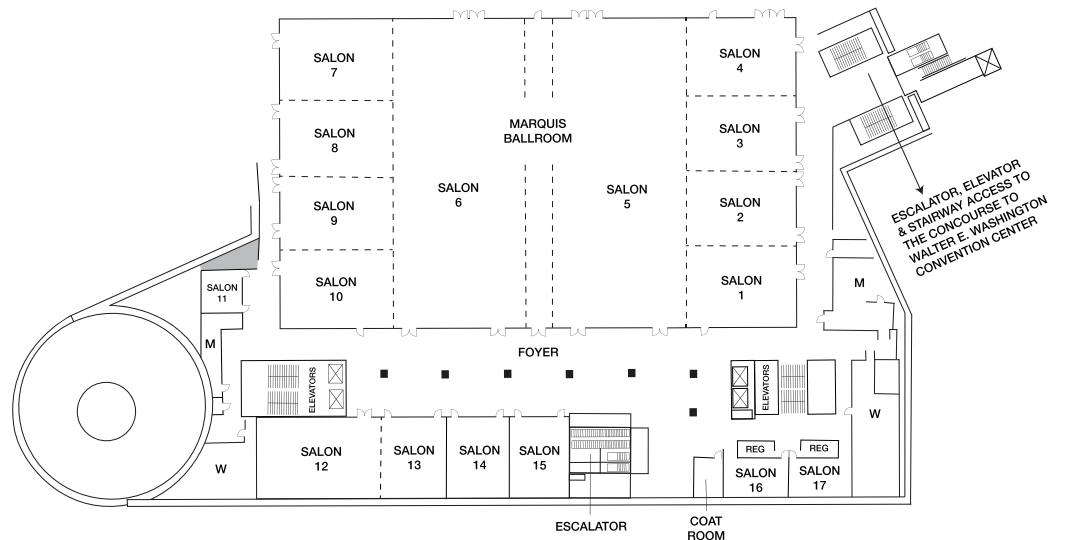 SALON
7
SALON
4
MARQUIS
BALLROOM
SALON
8
SALON
3
SALON
6
SALON
5
SALON
9
SALON
2
SALON
10
SALON
1
ESCALATOR, ELEVATOR
& STAIRWAY ACCESS TO
THE CONCOURSE TO
WALTER E. WASHINGTON
CONVENTION CENTER
SALON
11
M
M
FOYER
ELEVATORS
ELEVATORS
W
W
SALON
12
SALON
13
SALON
14
SALON
15
REG
REG
SALON
16
SALON
17
ESCALATOR
COAT
ROOM